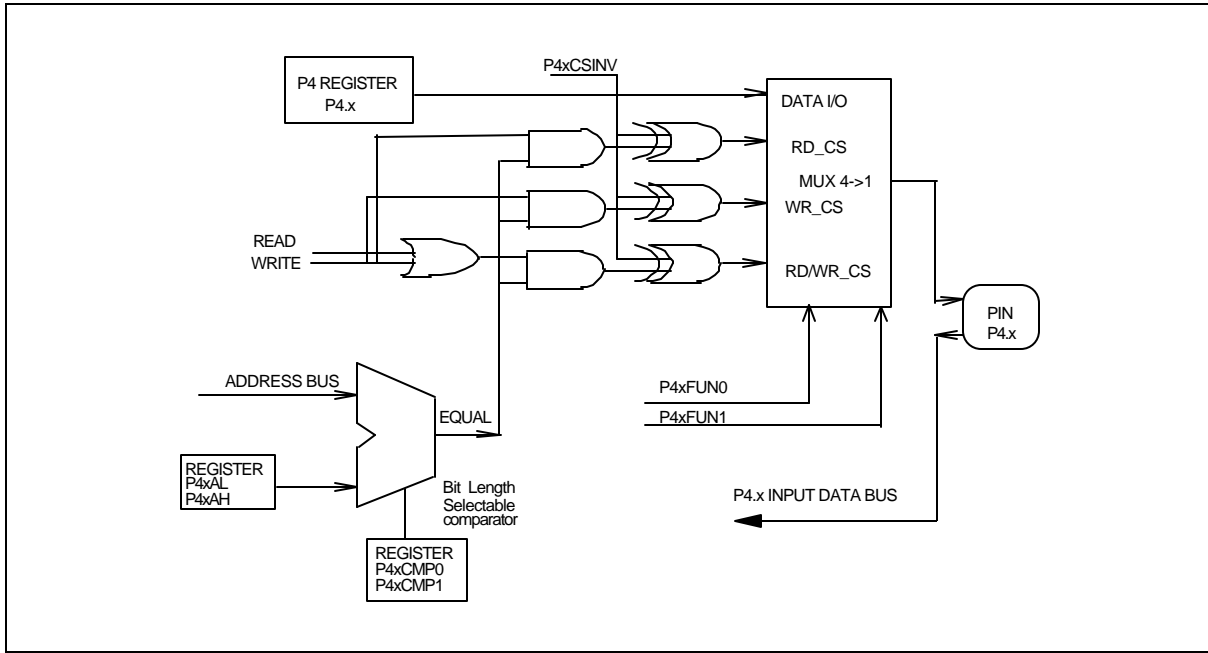 P4xCSINV
P4 REGISTER
P4.x
DATA I/O
RD_CS
MUX 4->1
WR_CS
RD/WR_CS
READ
WRITE
PIN
P4.x
ADDRESS BUS
P4xFUN0
P4xFUN1
EQUAL
REGISTER
P4xAL
P4xAH
Bit Length
Selectable
comparator
P4.x INPUT DATA BUS
REGISTER
P4xCMP0
P4xCMP1